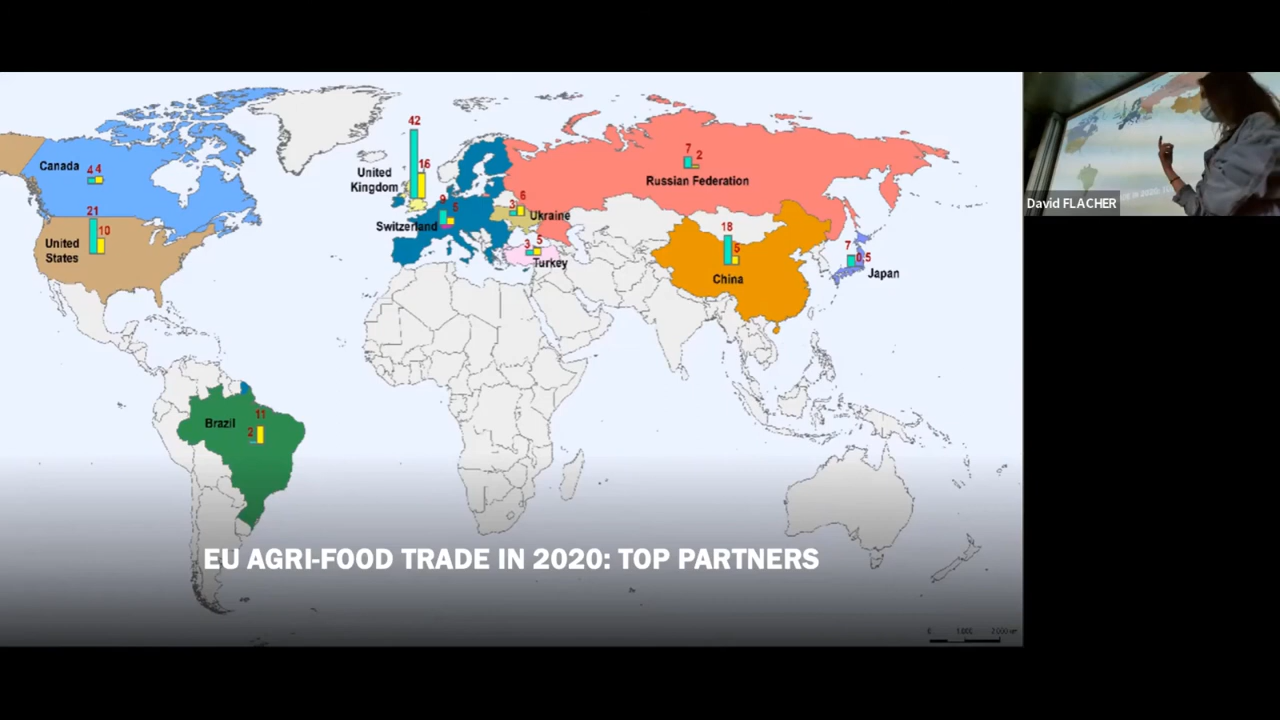 42
16
Canada
4 4
United
Kingdom
7
2
Russian Federation
9
5
3
6
Ukraine
Switzerland
21
10
United
States
3
5
Turkey
18
5
China
7
0,5
Japan
Brazil
11
2
EU AGRI-FOOD TRADE IN 2020: TOP PARTNERS
0
David FLACHER